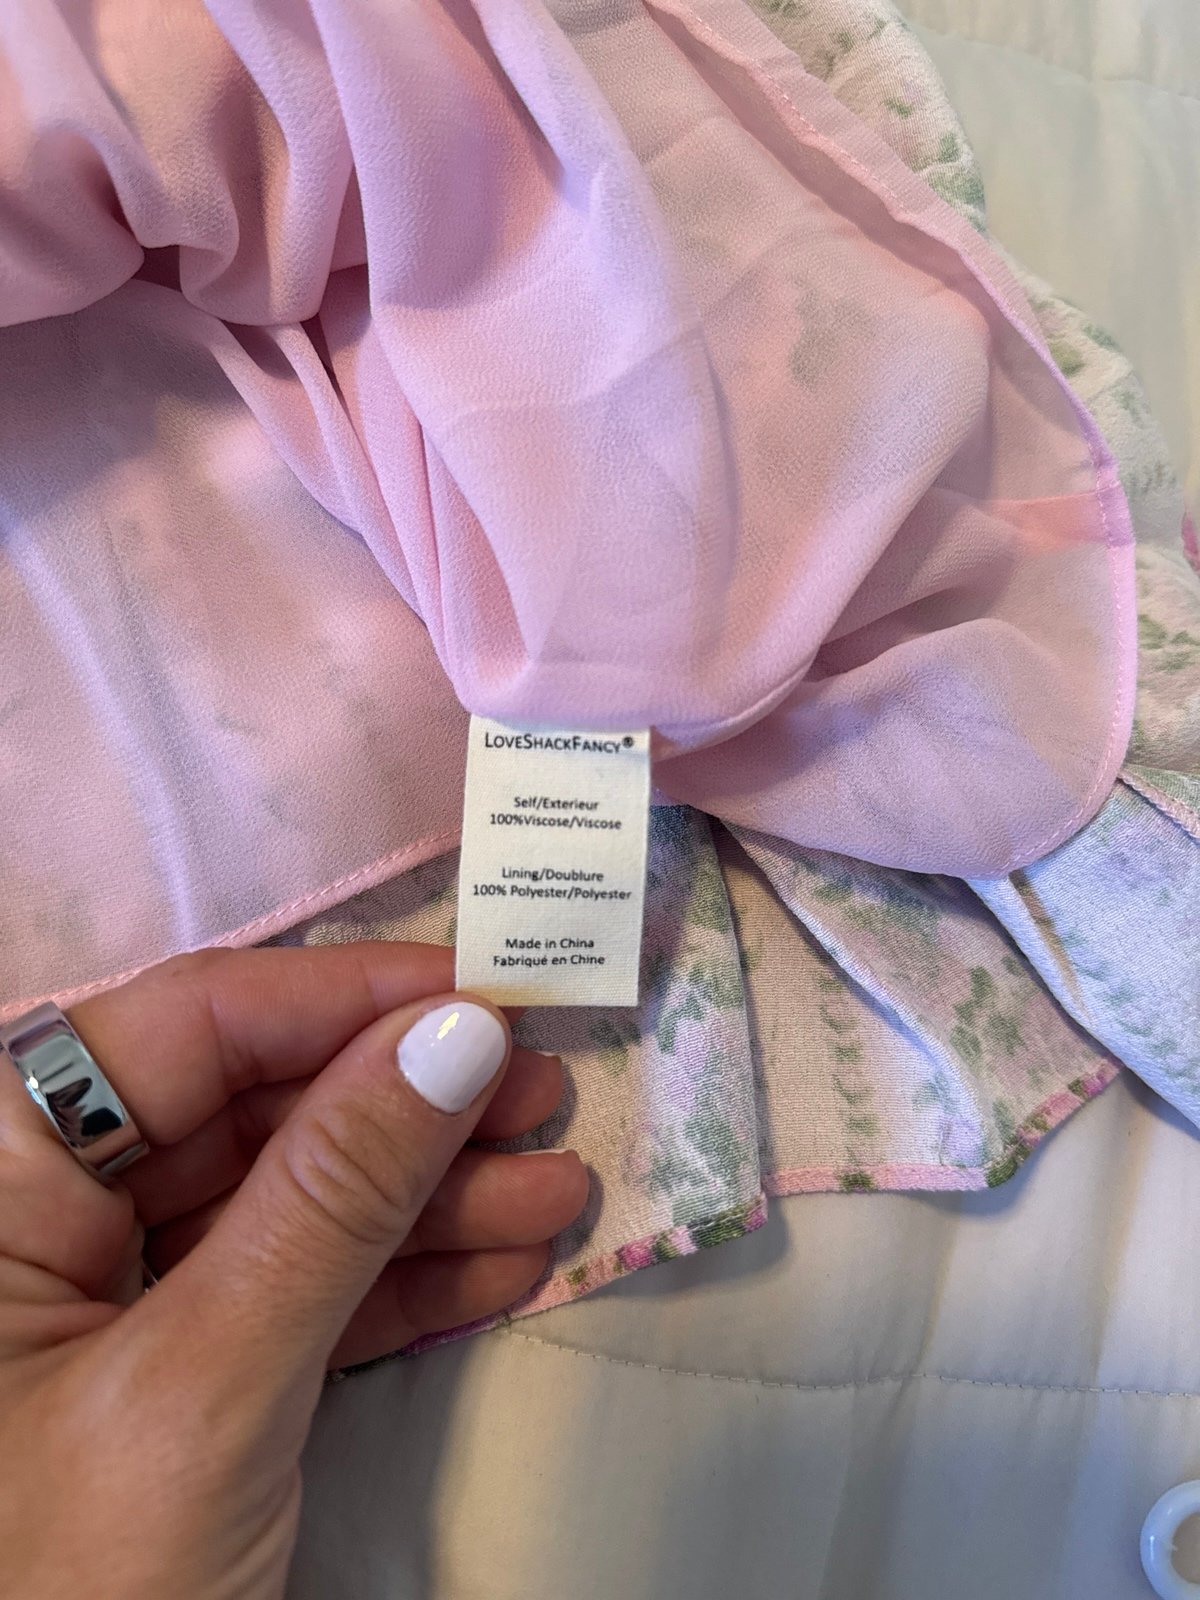 LOVESHACKFANCY®
Self/Exterieur
100%Viscose/Viscose
Lining/Doublure
100% Polyester/Polyester
Made in China
Fabriqué en Chine